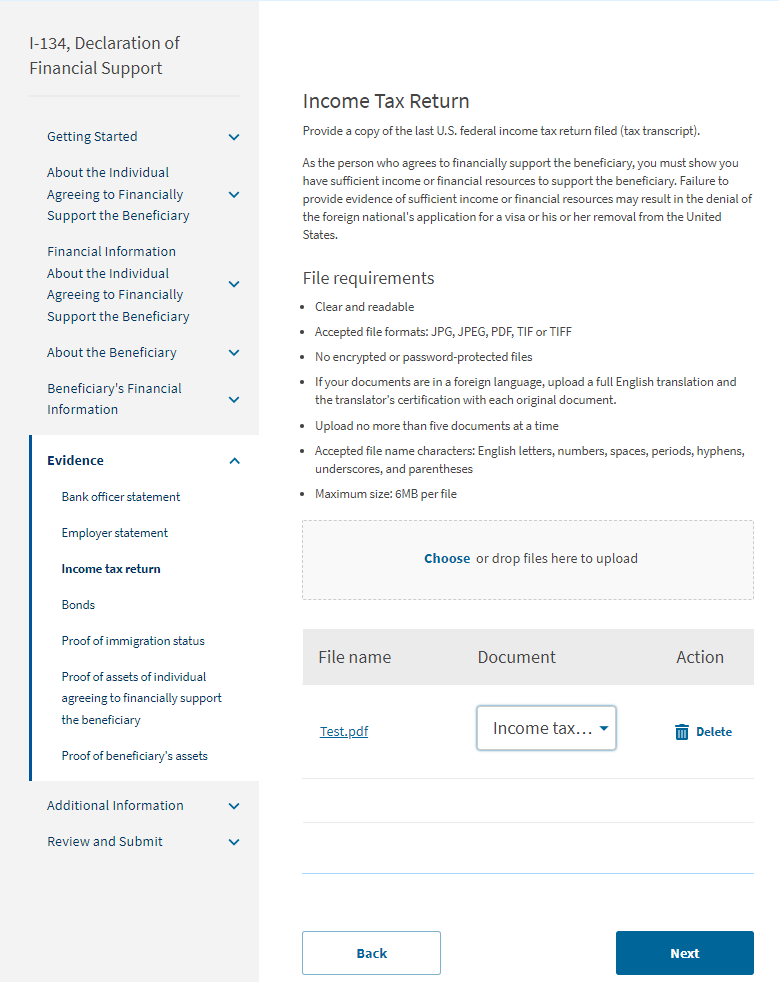 I-134, Declaration of
Financial Support
Getting Started
About the Individual
Agreeing to Financially
Support the Beneficiary
Financial Information
About the Individual
Agreeing to Financially
Support the Beneficiary
About the Beneficiary
Beneficiary's Financial
Information
Evidence
Bank officer statement
Employer statement
Income tax return
Bonds
Proof of immigration status
Proof of assets of individual
agreeing to financially support
the beneficiary
Proof of beneficiary's assets
Additional Information
Review and Submit
Income Tax Return
Provide a copy of the last U.S. federal income tax return filed (tax transcript).
As the person who agrees to financially support the beneficiary, you must show you
have sufficient income or financial resources to support the beneficiary. Failure to
provide evidence of sufficient income or financial resources may result in the denial of
the foreign national's application for a visa or his or her removal from the United
States.
File requirements
• Clear and readable
• Accepted file formats: JPG, JPEG, PDF, TIF or TIFF
• No encrypted or password-protected files
• If your documents are in a foreign language, upload a full English translation and
the translator's certification with each original document.
• Upload no more than five documents at a time
• Accepted file name characters: English letters, numbers, spaces, periods, hyphens,
underscores, and parentheses
• Maximum size: 6MB per file
Choose or drop files here to upload
File name Document Action
Test.pdf Income tax... Delete
Back Next